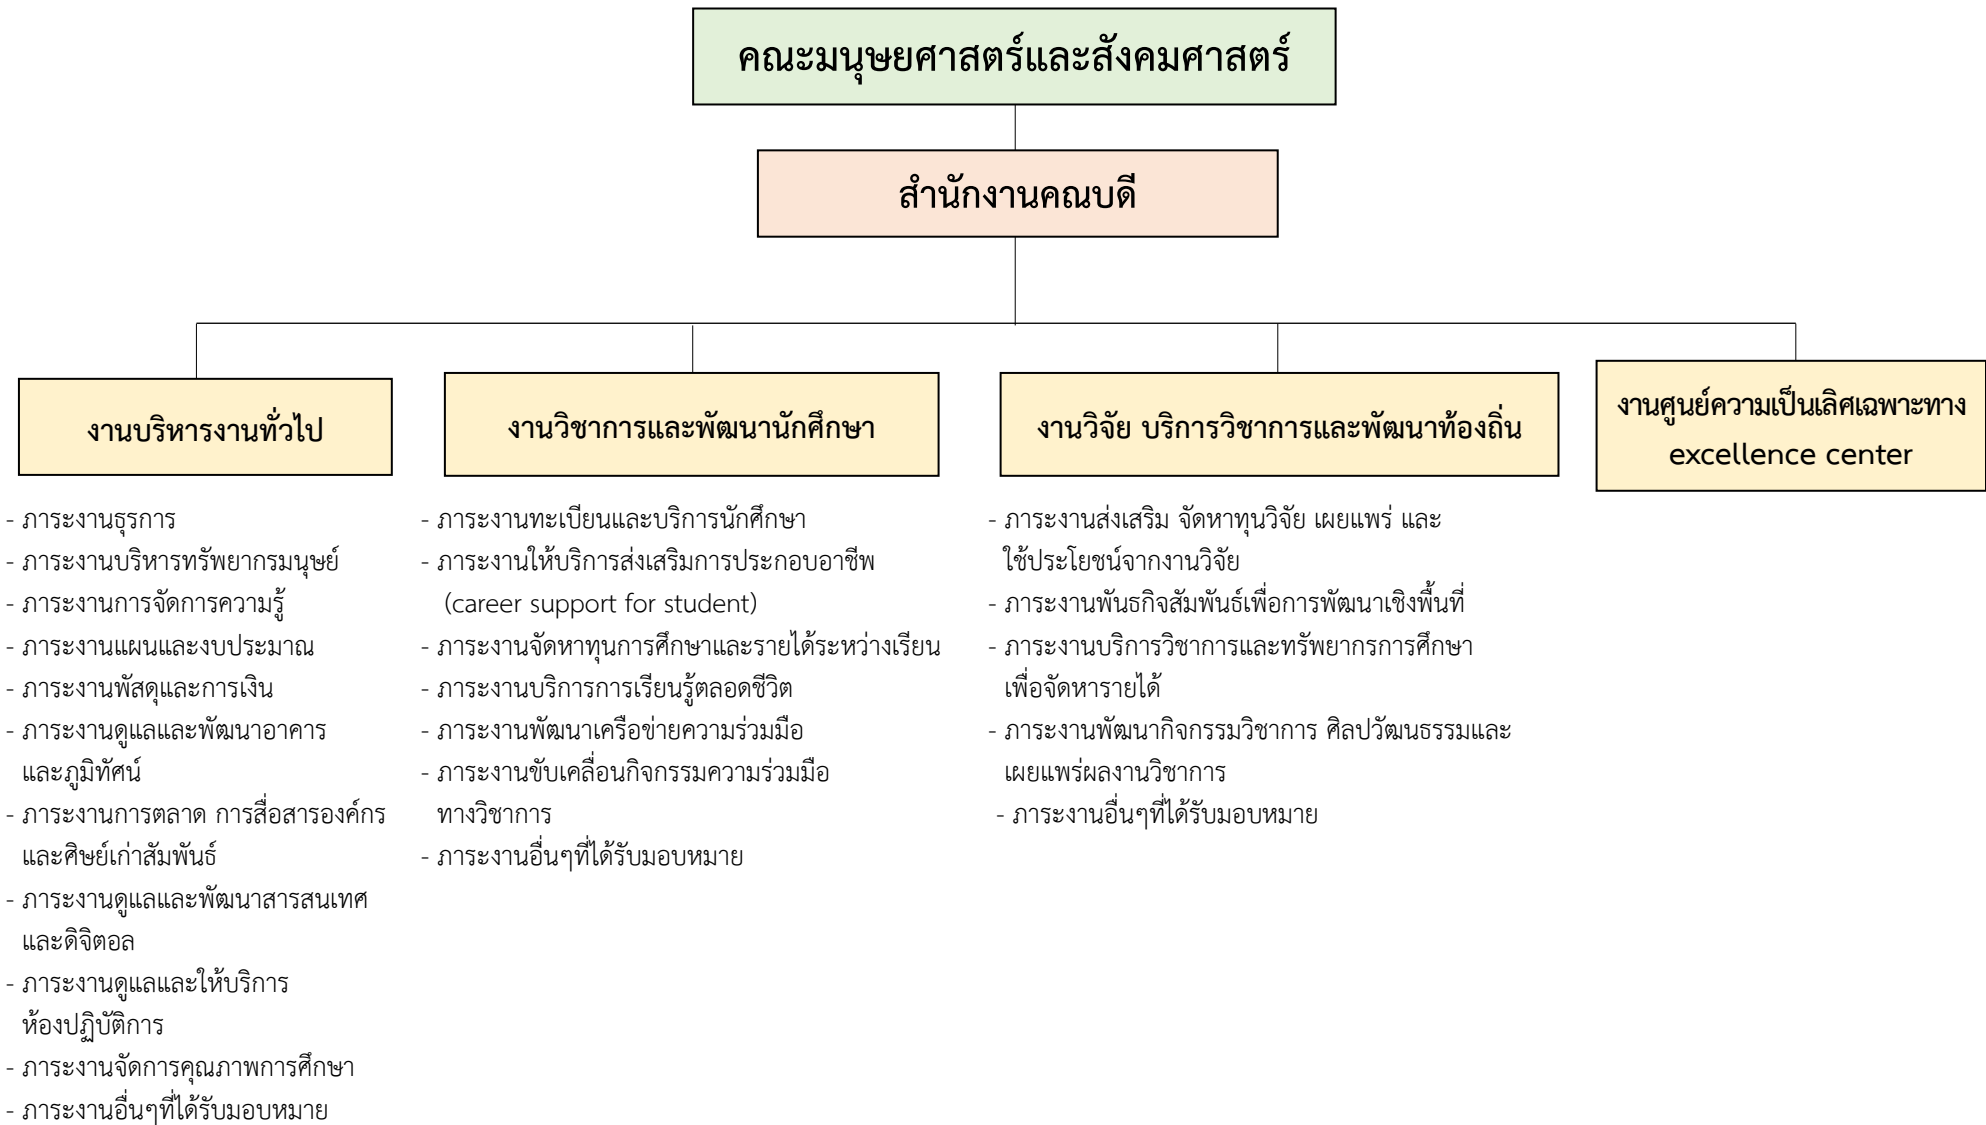 คณะมนุษยศาสตร์และสังคมศาสตร์
สำนักงานคณบดี
งานบริหารงานทั่วไป
- ภาระงานธุรการ
- ภาระงานบริหารทรัพยากรมนุษย์
- ภาระงานการจัดการความรู้
- ภาระงานแผนและงบประมาณ
- ภาระงานพัสดุและการเงิน
- ภาระงานดูแลและพัฒนาอาคาร
และภูมิทัศน์
- ภาระงานการตลาด การสื่อสารองค์กร
และศิษย์เก่าสัมพันธ์
- ภาระงานดูแลและพัฒนาสารสนเทศ
และดิจิตอล
- ภาระงานดูแลและให้บริการ
ห้องปฏิบัติการ
- ภาระงานจัดการคุณภาพการศึกษา
- ภาระงานอื่นๆที่ได้รับมอบหมาย
งานวิชาการและพัฒนานักศึกษา
- ภาระงานทะเบียนและบริการนักศึกษา
- ภาระงานให้บริการส่งเสริมการประกอบอาชีพ
(career support for student)
- ภาระงานจัดหาทุนการศึกษาและรายได้ระหว่างเรียน
- ภาระงานบริการการเรียนรู้ตลอดชีวิต
- ภาระงานพัฒนาเครือข่ายความร่วมมือ
- ภาระงานขับเคลื่อนกิจกรรมความร่วมมือ
ทางวิชาการ
- ภาระงานอื่นๆที่ได้รับมอบหมาย
งานวิจัย บริการวิชาการและพัฒนาท้องถิ่น
- ภาระงานส่งเสริม จัดหาทุนวิจัย เผยแพร่ และ
ใช้ประโยชน์จากงานวิจัย
- ภาระงานพันธกิจสัมพันธ์เพื่อการพัฒนาเชิงพื้นที่
- ภาระงานบริการวิชาการและทรัพยากรการศึกษา
เพื่อจัดหารายได้
- ภาระงานพัฒนากิจกรรมวิชาการ ศิลปวัฒนธรรมและ
เผยแพร่ผลงานวิชาการ
- ภาระงานอื่นๆที่ได้รับมอบหมาย
งานศูนย์ความเป็นเลิศเฉพาะทาง
excellence center